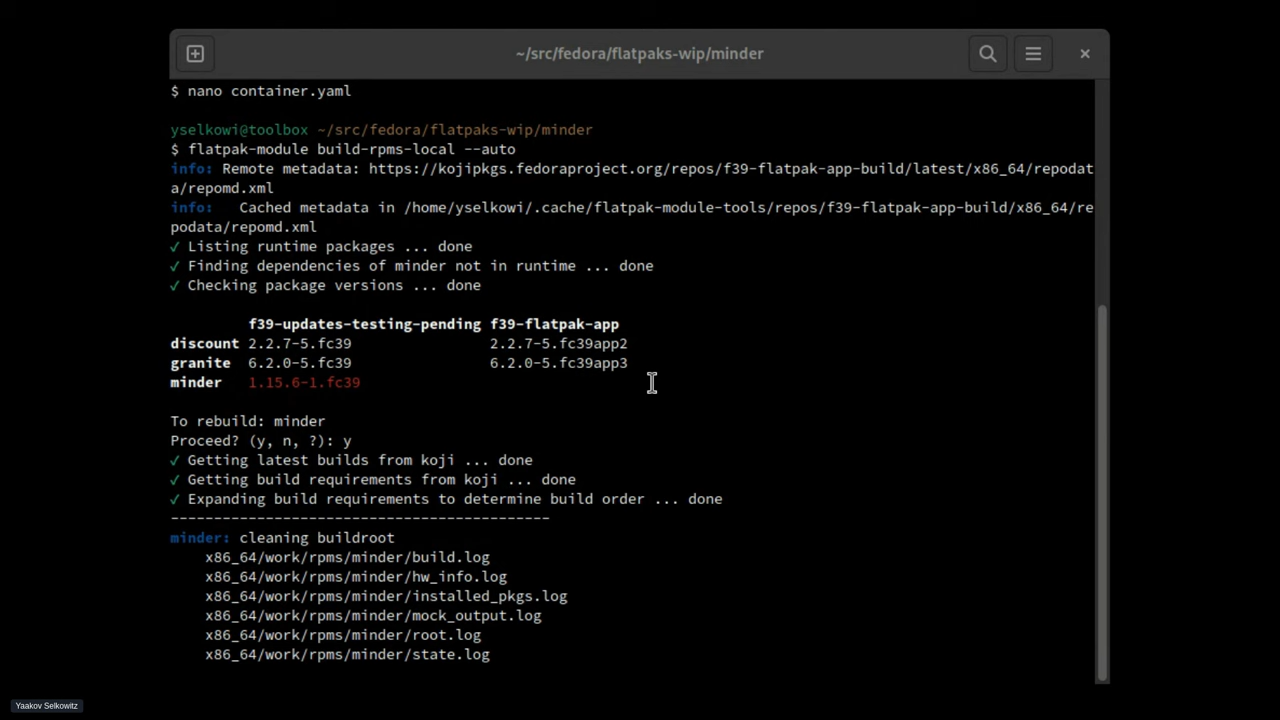 ~/src/fedora/flatpaks-wip/minder
$ nano container.yaml
yselkowi@toolbox ~/src/fedora/flatpaks-wip/minder
$ flatpak-module build-rpms-local --auto
info: Remote metadata: https://kojipkgs.fedoraproject.org/repos/f39-flatpak-app-build/latest/x86_64/repodat
a/repomd.xml
info:   Cached metadata in /home/yselkowi/.cache/flatpak-module-tools/repos/f39-flatpak-app-build/x86_64/re
podata/repomd.xml
✓ Listing runtime packages ... done
✓ Finding dependencies of minder not in runtime ... done
✓ Checking package versions ... done
f39-updates-testing-pending f39-flatpak-app
discount 2.2.7-5.fc39 2.2.7-5.fc39app2
granite 6.2.0-5.fc39 6.2.0-5.fc39app3
minder 1.15.6-1.fc39
To rebuild: minder
Proceed? (y, n, ?): y
✓ Getting latest builds from koji ... done
✓ Getting build requirements from koji ... done
✓ Expanding build requirements to determine build order ... done
--------------------------------------------
minder: cleaning buildroot
x86_64/work/rpms/minder/build.log
x86_64/work/rpms/minder/hw_info.log
x86_64/work/rpms/minder/installed_pkgs.log
x86_64/work/rpms/minder/mock_output.log
x86_64/work/rpms/minder/root.log
x86_64/work/rpms/minder/state.log
Yaakov Selkowitz